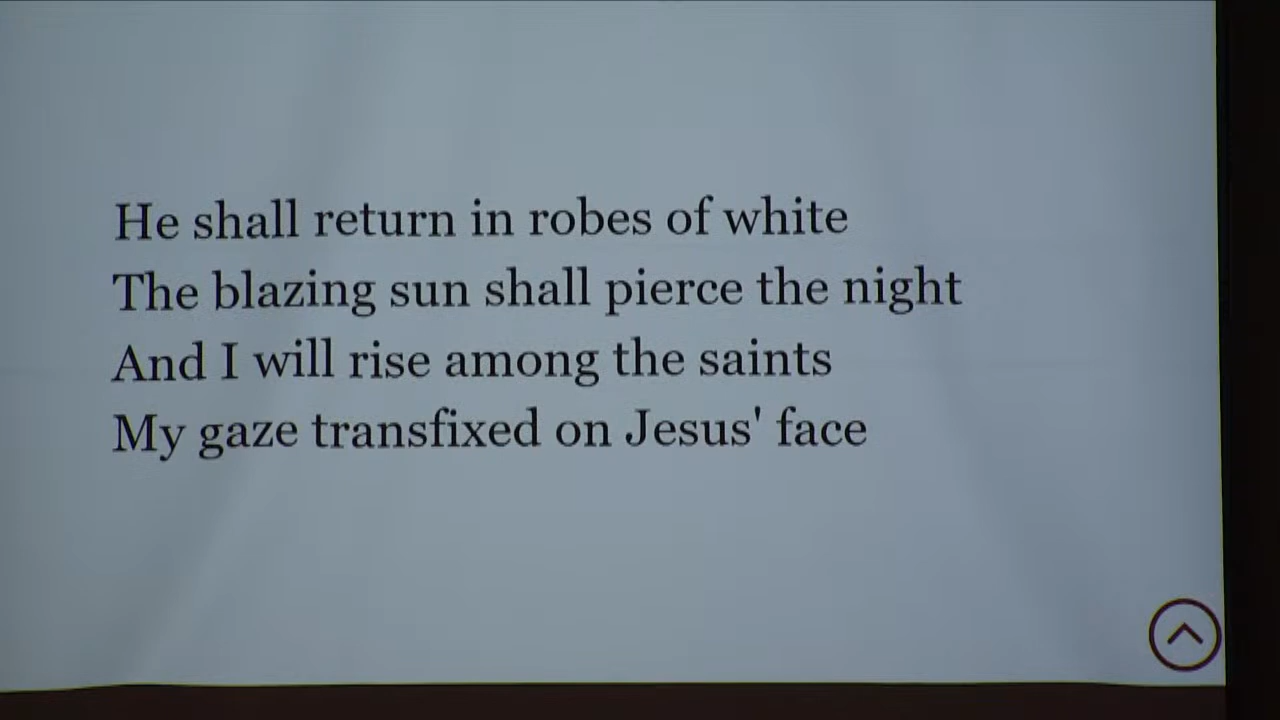 He shall return in robes of white
The blazing sun shall pierce the night
And I will rise among the saints
My gaze transfixed on Jesus' face